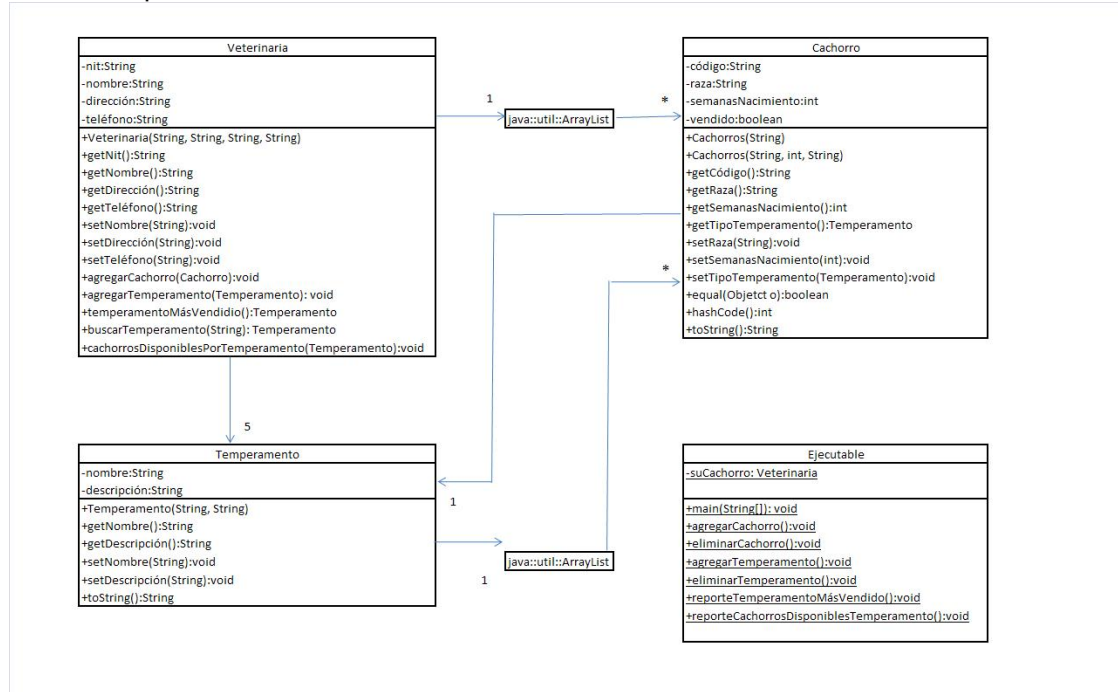 Veterinaria
-nit:String
-nombre:String
-dirección:String
-teléfono:String
+Veterinaria(String, String, String, String)
+getNit():String
+getNombre():String
+getDirección():String
+getTeléfono():String
+setNombre(String):void
+setDirección(String):void
+setTeléfono(String):void
+agregarCachorro(Cachorro):void
+agregarTemperamento(Temperamento): void
+temperamentoMásVendidio():Temperamento
+buscarTemperamento(String): Temperamento
+cachorrosDisponiblesPorTemperamento(Temperamento):void
1
java::util::ArrayList
*
Cachorro
-código:String
-raza:String
-semanasNacimiento:int
-vendido:boolean
+Cachorros(String)
+Cachorros(String, int, String)
+getCódigo():String
+getRaza():String
+getSemanasNacimiento():int
+getTipoTemperamento():Temperamento
+setRaza(String):void
+setSemanasNacimiento(int):void
+setTipoTemperamento(Temperamento):void
+equal(Objetct o):boolean
+hashCode():int
+toString():String
*
5
Temperamento
-nombre:String
-descripción:String
+Temperamento(String, String)
+getNombre():String
+getDescripción():String
+setNombre(String):void
+setDescripción(String):void
+toString():String
1
1
java::util::ArrayList
Ejecutable
-suCachorro: Veterinaria
+main(String[]): void
+agregarCachorro():void
+eliminarCachorro():void
+agregarTemperamento():void
+eliminarTemperamento():void
+reporteTemperamentoMásVendido():void
+reporteCachorrosDisponiblesTemperamento():void